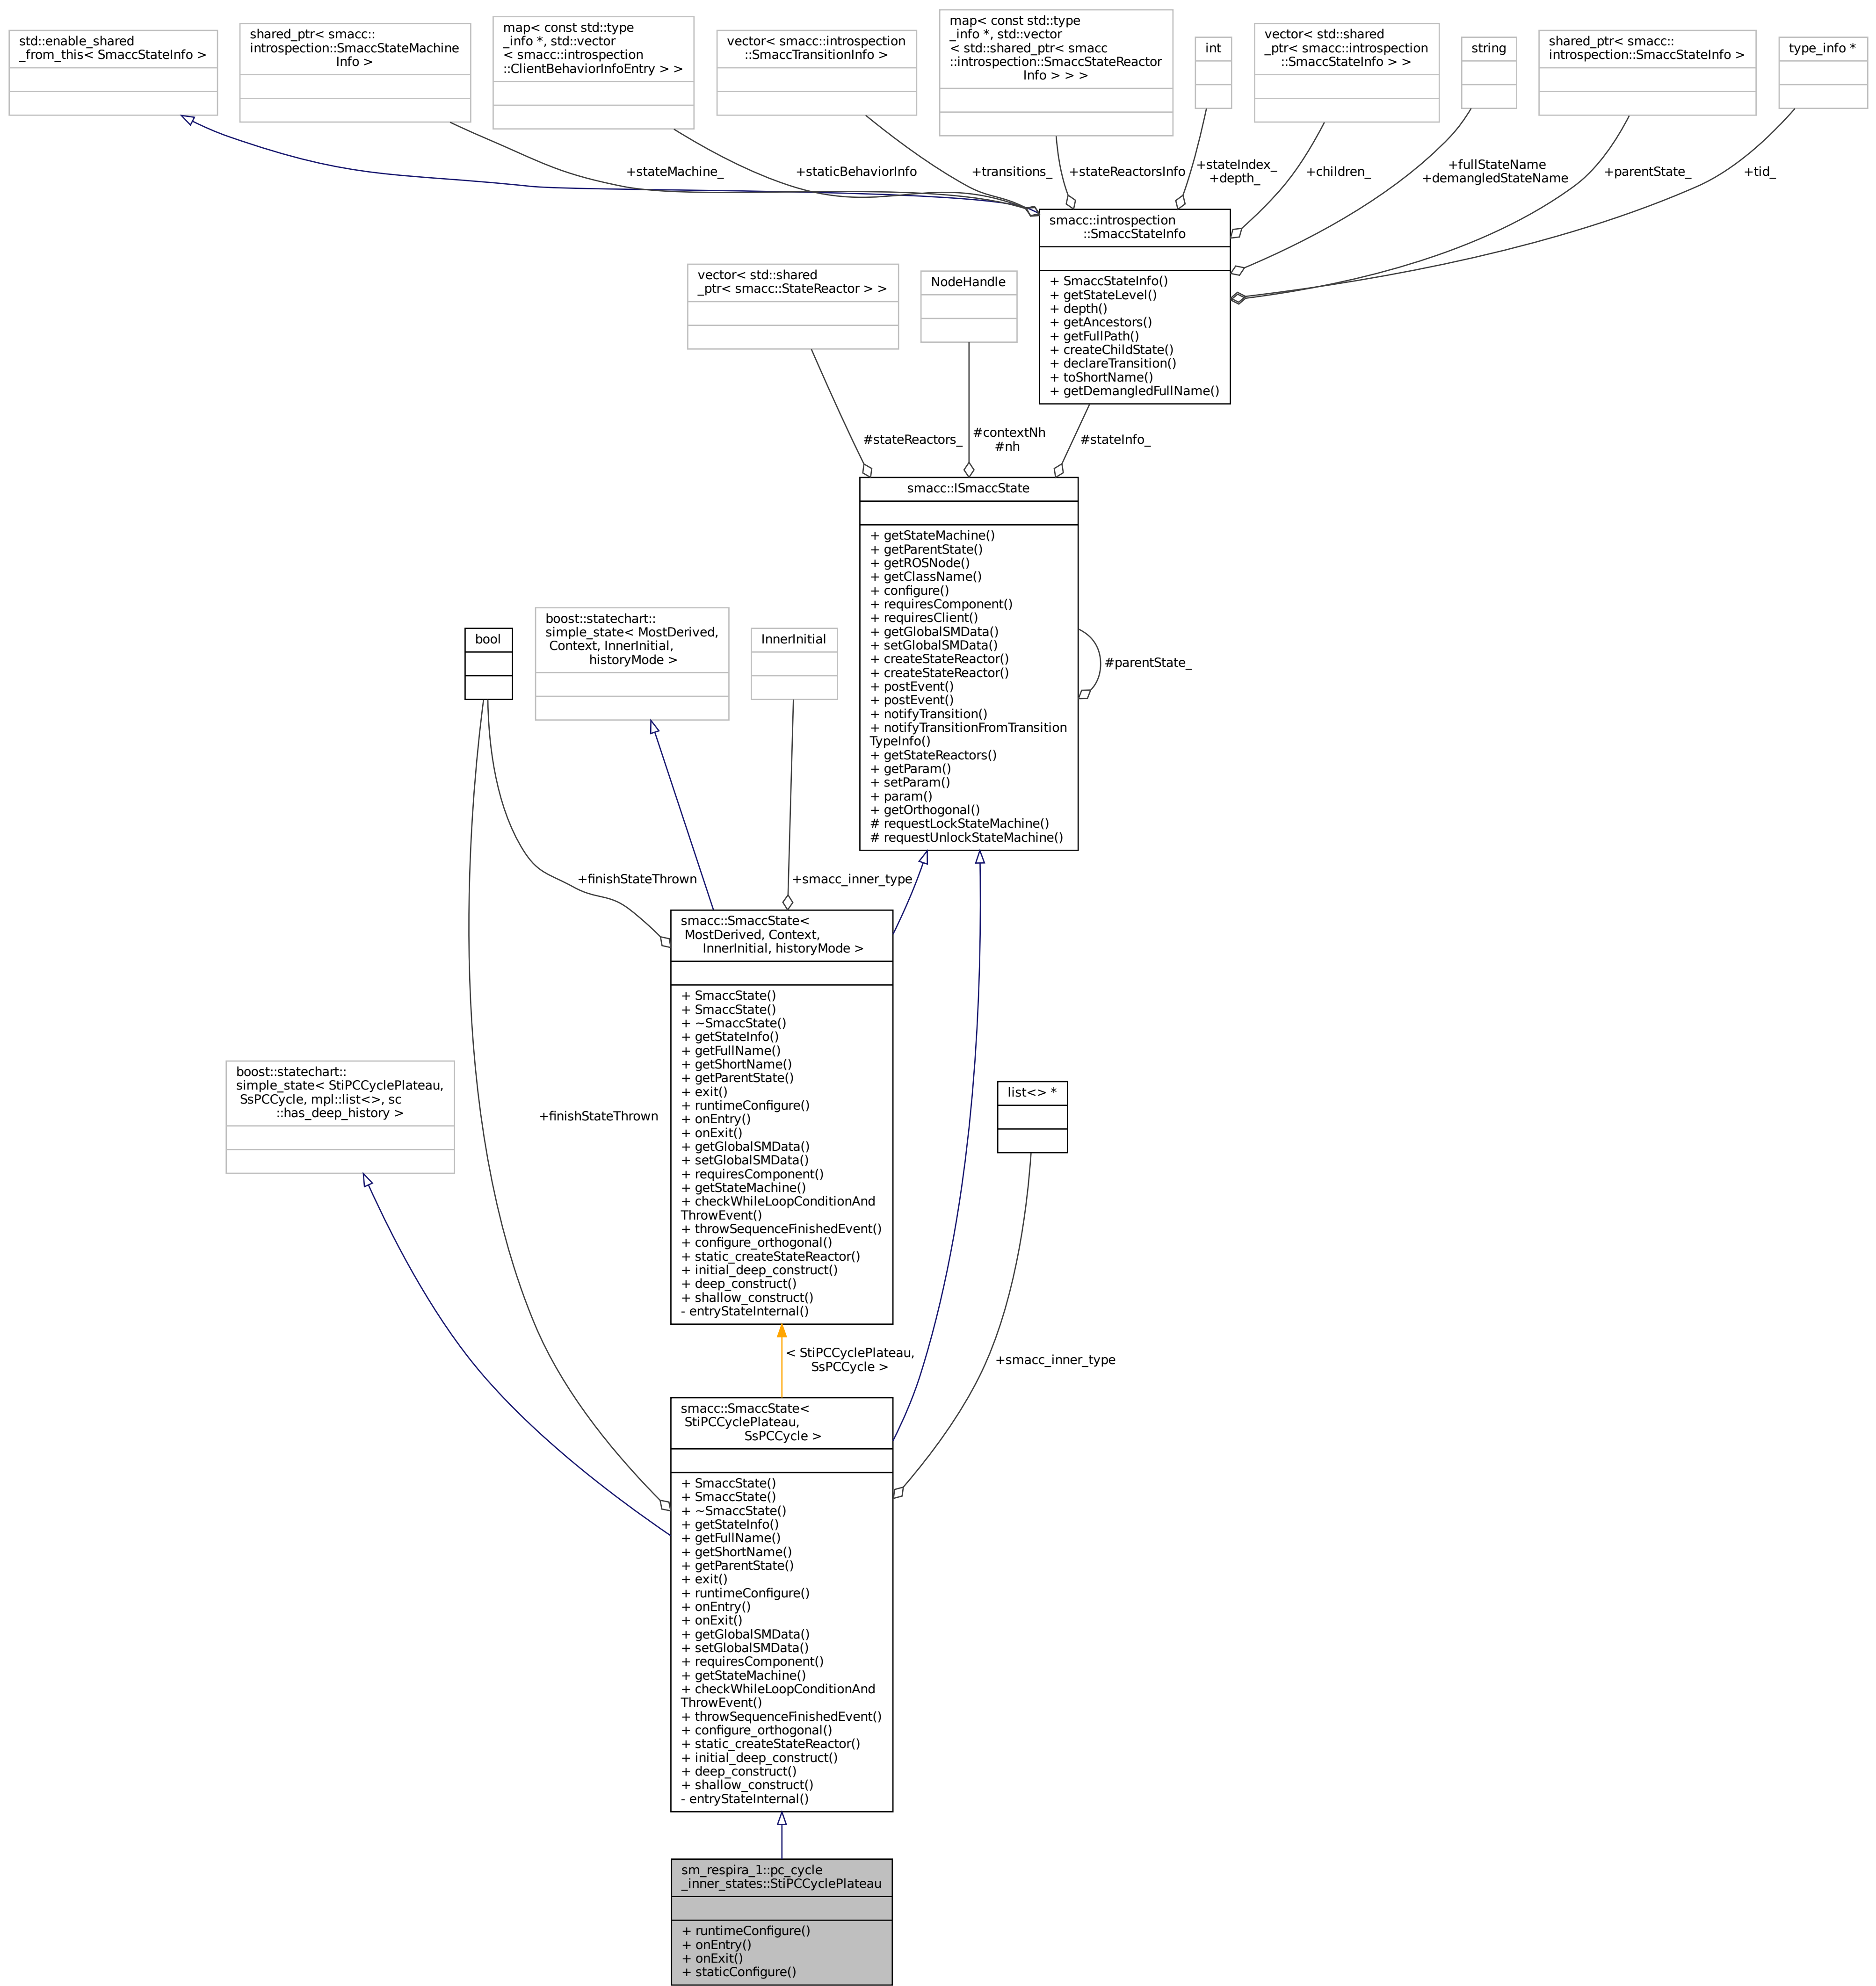 std::enable_shared
_from_this< SmaccStateInfo >
shared_ptr< smacc::
introspection::SmaccStateMachine
Info >
map< const std::type
_info *, std::vector
< smacc::introspection
::ClientBehaviorInfoEntry > >
vector< smacc::introspection
::SmaccTransitionInfo >
map< const std::type
_info *, std::vector
< std::shared_ptr< smacc
::introspection::SmaccStateReactor
Info > > >
int
vector< std::shared
_ptr< smacc::introspection
::SmaccStateInfo > >
string
shared_ptr< smacc::
introspection::SmaccStateInfo >
type_info *
+stateMachine_
+staticBehaviorInfo
+transitions_
+stateReactorsInfo
+stateIndex_
+depth_
+children_
+fullStateName
+demangledStateName
+parentState_
+tid_
smacc::introspection
::SmaccStateInfo
+ SmaccStateInfo()
+ getStateLevel()
+ depth()
+ getAncestors()
+ getFullPath()
+ createChildState()
+ declareTransition()
+ toShortName()
+ getDemangledFullName()
vector< std::shared
_ptr< smacc::StateReactor > >
NodeHandle
#stateReactors_
#contextNh
#nh
#stateInfo_
smacc::ISmaccState
+ getStateMachine()
+ getParentState()
+ getROSNode()
+ getClassName()
+ configure()
+ requiresComponent()
+ requiresClient()
+ getGlobalSMData()
+ setGlobalSMData()
+ createStateReactor()
+ createStateReactor()
+ postEvent()
+ postEvent()
+ notifyTransition()
+ notifyTransitionFromTransition
TypeInfo()
+ getStateReactors()
+ getParam()
+ setParam()
+ param()
+ getOrthogonal()
# requestLockStateMachine()
# requestUnlockStateMachine()
#parentState_
bool
boost::statechart::
simple_state< MostDerived,
Context, InnerInitial,
historyMode >
InnerInitial
+finishStateThrown
+smacc_inner_type
smacc::SmaccState<
MostDerived, Context,
InnerInitial, historyMode >
+ SmaccState()
+ SmaccState()
+ ~SmaccState()
+ getStateInfo()
+ getFullName()
+ getShortName()
+ getParentState()
+ exit()
+ runtimeConfigure()
+ onEntry()
+ onExit()
+ getGlobalSMData()
+ setGlobalSMData()
+ requiresComponent()
+ getStateMachine()
+ checkWhileLoopConditionAnd
ThrowEvent()
+ throwSequenceFinishedEvent()
+ configure_orthogonal()
+ static_createStateReactor()
+ initial_deep_construct()
+ deep_construct()
+ shallow_construct()
- entryStateInternal()
boost::statechart::
simple_state< StiPCCyclePlateau,
SsPCCycle, mpl::list<>, sc
::has_deep_history >
+finishStateThrown
list<> *
< StiPCCyclePlateau,
SsPCCycle >
+smacc_inner_type
smacc::SmaccState<
StiPCCyclePlateau,
SsPCCycle >
+ SmaccState()
+ SmaccState()
+ ~SmaccState()
+ getStateInfo()
+ getFullName()
+ getShortName()
+ getParentState()
+ exit()
+ runtimeConfigure()
+ onEntry()
+ onExit()
+ getGlobalSMData()
+ setGlobalSMData()
+ requiresComponent()
+ getStateMachine()
+ checkWhileLoopConditionAnd
ThrowEvent()
+ throwSequenceFinishedEvent()
+ configure_orthogonal()
+ static_createStateReactor()
+ initial_deep_construct()
+ deep_construct()
+ shallow_construct()
- entryStateInternal()
sm_respira_1::pc_cycle
_inner_states::StiPCCyclePlateau
+ runtimeConfigure()
+ onEntry()
+ onExit()
+ staticConfigure()